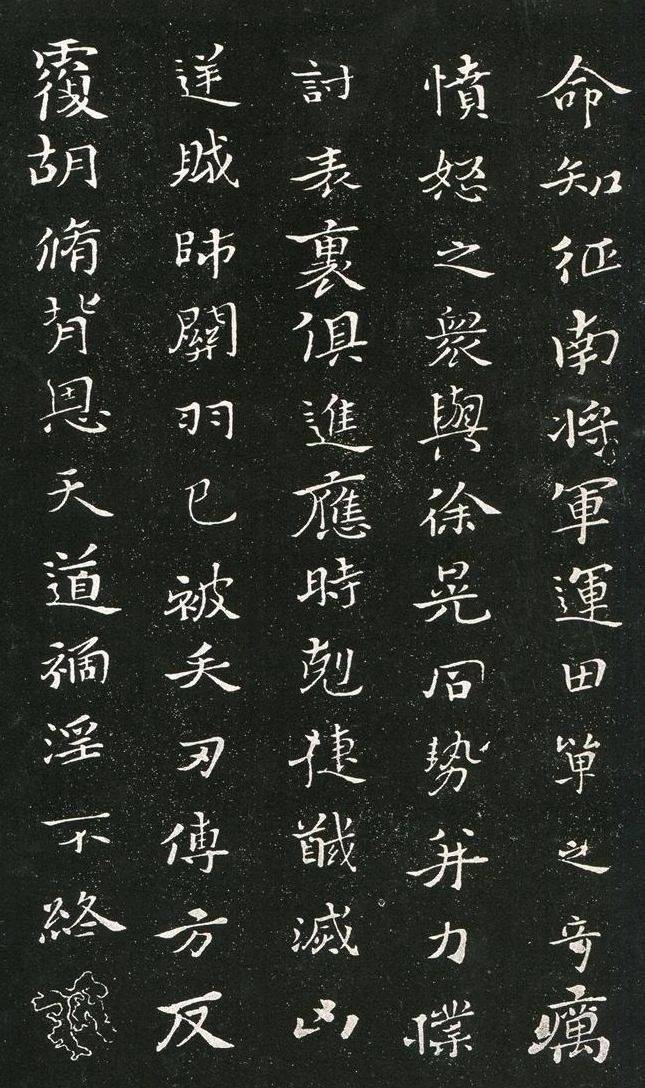 命知征南将軍運田單之奇厲
憤怒之衆與徐晃同勢并力撲
討表裏俱進應時剋捷馘滅凶
逆賊帥關羽已被矢刃傅方反
覆胡脩背恩天道禍淫不終